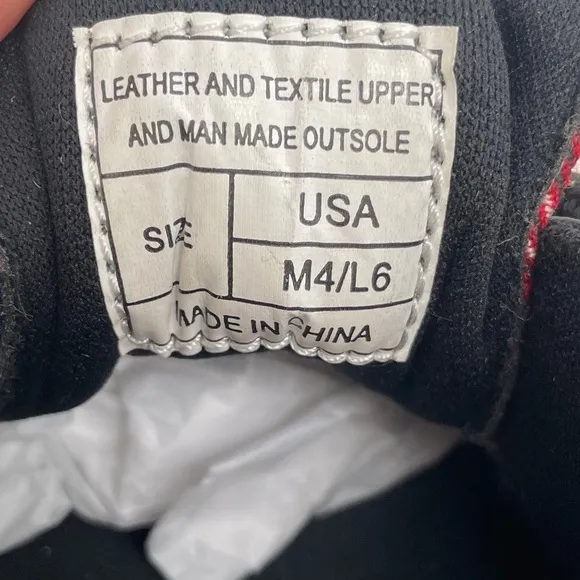 LEATHER AND TEXTILE UPPER
AND MAN MADE OUTSOLE
SIZE
USA
M4/L6
MADE IN CHINA